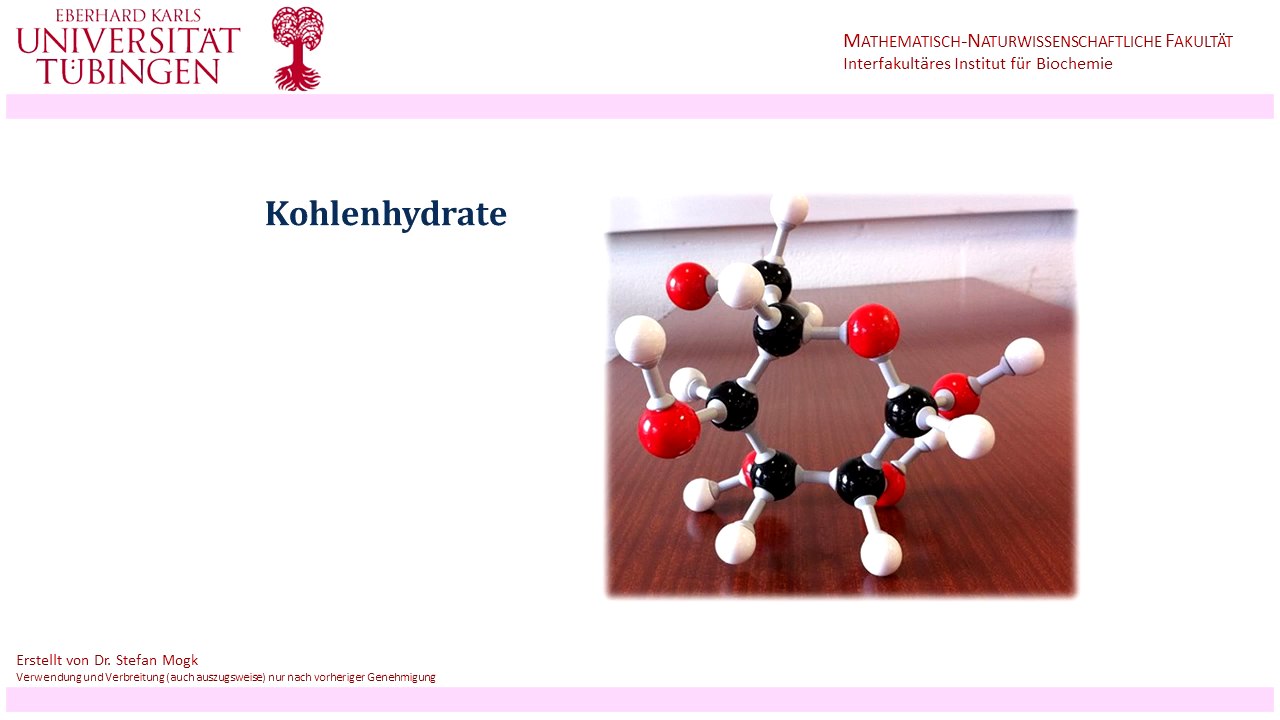 EBERHARD KARLS
UNIVERSITÄT
TÜBINGEN
MATHEMATISCH-NATURWISSENSCHAFTLICHE FAKULTÄT
Interfakultäres Institut für Biochemie
Kohlenhydrate
Erstellt von Dr. Stefan Mogk
Verwendung und Verbreitung (auch auszugsweise) nur nach vorheriger Genehmigung